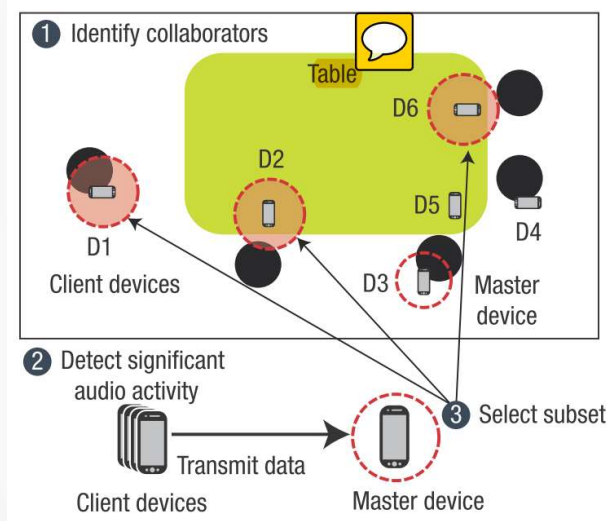 1 Identify collaborators
Table
D6
D2
D5
D4
D1
D3
Client devices
Master
device
2 Detect significant
audio activity
3 Select subset
Transmit data
Client devices
Master device